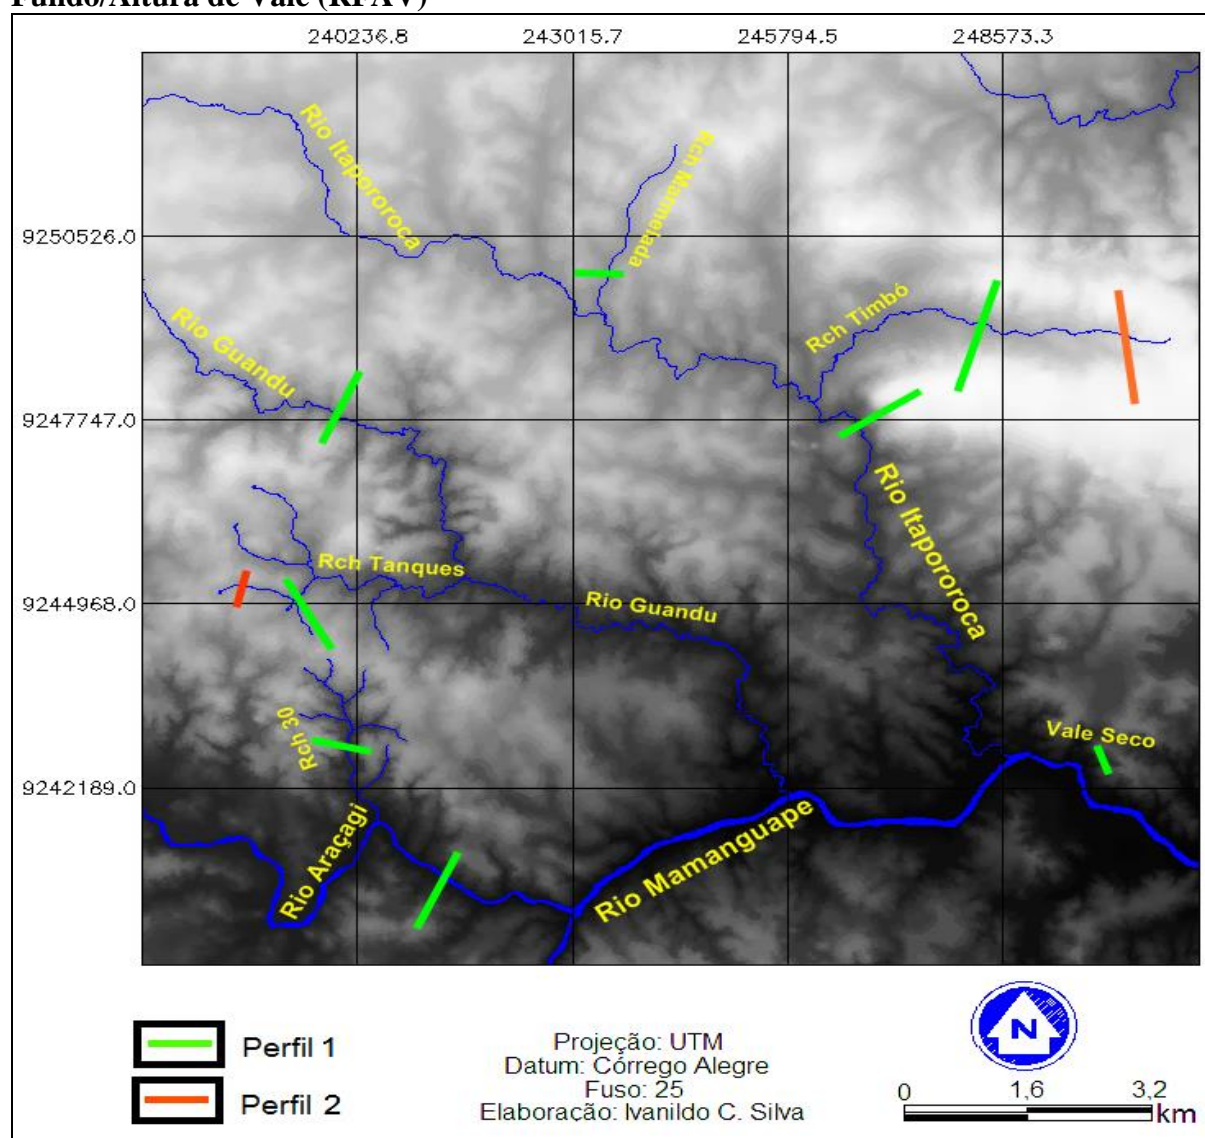 Fundo/Altura de Vale (RFAV)
240236.8 243015.7 245794.5 248573.3
Rio Itapororoca
Rch Marmelada
9250526.0
Rch Timbó
Rio Guandu
9247747.0
Rio Itapororoca
Rch Tanques
9244968.0
Rio Guandu
Rch 30
Vale Seco
9242189.0
Rio Araçagi
Rio Mamanguape
N
Perfil 1
Perfil 2
Projeção: UTM
Datum: Córrego Alegre
Fuso: 25
Elaboração: Ivanildo C. Silva
0 1,6 3,2
km